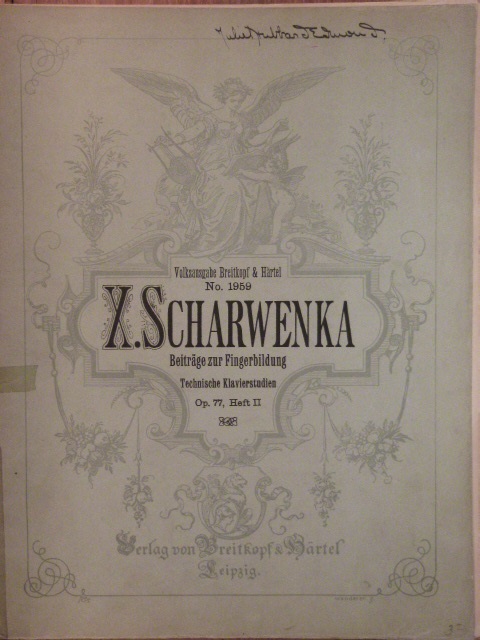 Volksausgabe Breitkopf & Härtel
No. 1959
X. SCHARWENKA
Beiträge zur Fingerbildung
Technische Klavierstudien
Op. 77, Heft II
Verlag von Breitkopf & Härtel
Leipzig.